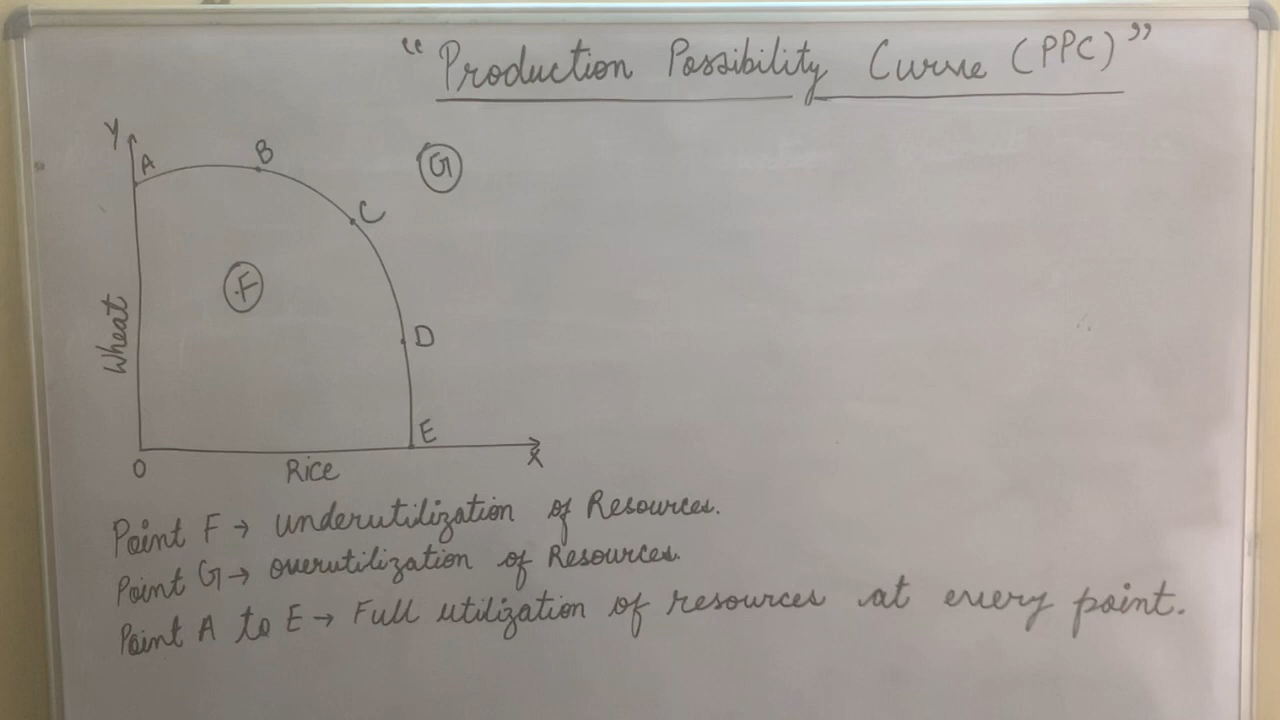 “Production Possibility Curve (PPC)”
Y
A
B
G
C
F
D
Wheat
E
O
Rice
X
Point F → underutilization of Resources.
Point G → overutilization of Resources.
Point A to E → Full utilization of resources at every point.